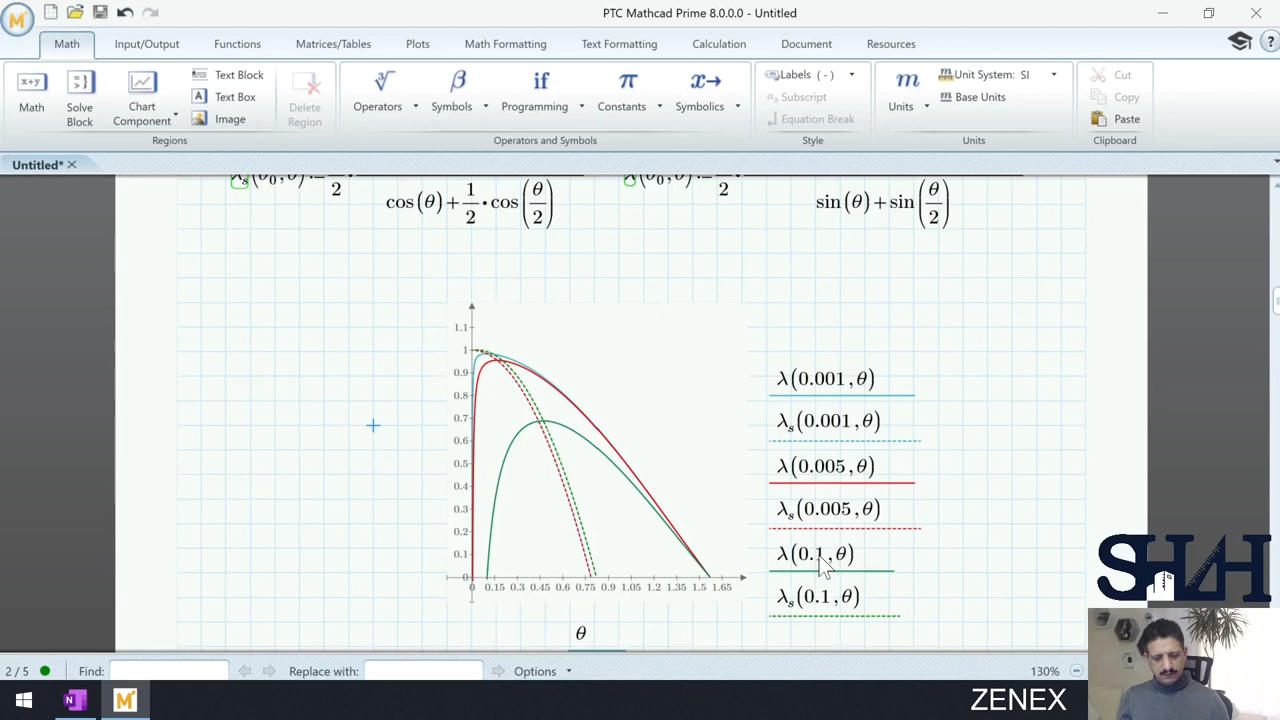 PTC Mathcad Prime 8.0.0.0 - Untitled
Math Input/Output Functions Matrices/Tables Plots Math Formatting Text Formatting Calculation Document Resources
Math
Solve Block
Chart Component
Text Block
Text Box
Image
Delete Region
Regions
Operators
Symbols
if
Programming
π
Constants
Symbolics
Operators and Symbols
Labels ( - )
Subscript
Equation Break
Style
Units
Unit System: SI
Base Units
Units
Cut
Copy
Paste
Clipboard
Untitled*
cos(θ)+1/2•cos(θ/2)
sin(θ)+sin(θ/2)
1.1
1
0.9
0.8
0.7
0.6
0.5
0.4
0.3
0.2
0.1
0
0 0.15 0.3 0.45 0.6 0.75 0.9 1.05 1.2 1.35 1.5 1.65
θ
λ(0.001,θ)
λs(0.001,θ)
λ(0.005,θ)
λs(0.005,θ)
λ(0.1,θ)
λs(0.1,θ)
2 / 5 Find: Replace with: Options 130%
ZENEX